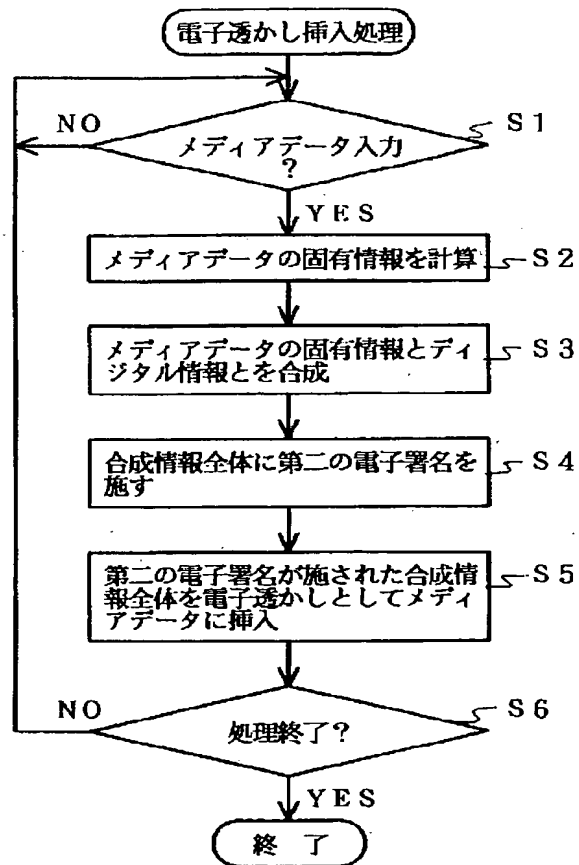 電子透かし挿入処理
NO
S1
メディアデータ入力
?
YES
メディアデータの固有情報を計算
S2
メディアデータの固有情報とディ
ジタル情報とを合成
S3
合成情報全体に第二の電子署名を
施す
S4
第二の電子署名が施された合成情
報全体を電子透かしとしてメディ
アデータに挿入
S5
NO
S6
処理終了?
YES
終 了